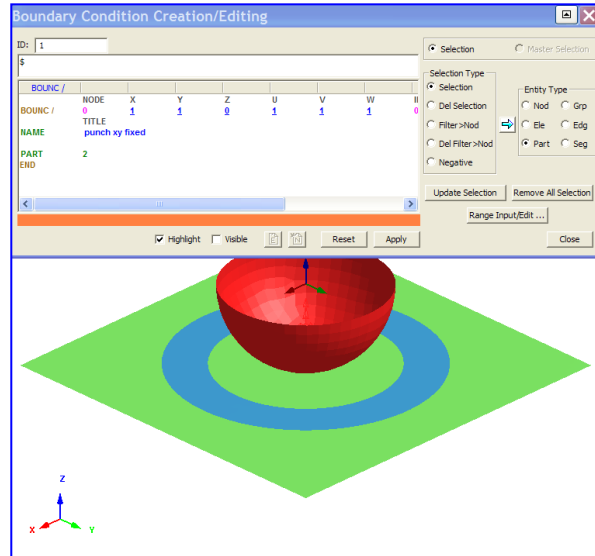 Boundary Condition Creation/Editing
ID: 1
$
BOUNC /
NODE X Y Z U V W
BOUNC / 0 1 1 0 1 1 1 0
TITLE
NAME punch xy fixed
PART 2
END
Highlight Visible Reset Apply
Selection Master Selection
Selection Type
Selection
Del Selection
Filter>Nod
Del Filter>Nod
Negative
Entity Type
Nod Grp
Ele Edg
Part Seg
Update Selection Remove All Selection
Range Input/Edit ...
Close
Z
X Y